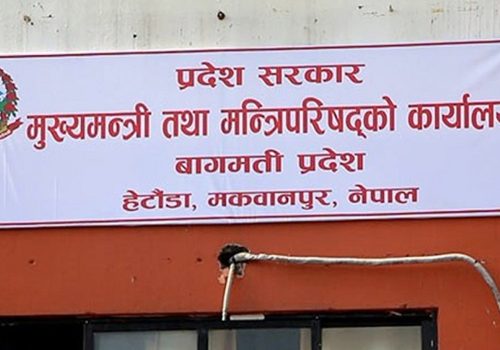 प्रदेश सरकार
मुख्यमन्त्री तथा मन्त्रिपरिषद्को कार्यालय
बागमती प्रदेश
हेटौंडा, मकवानपुर, नेपाल